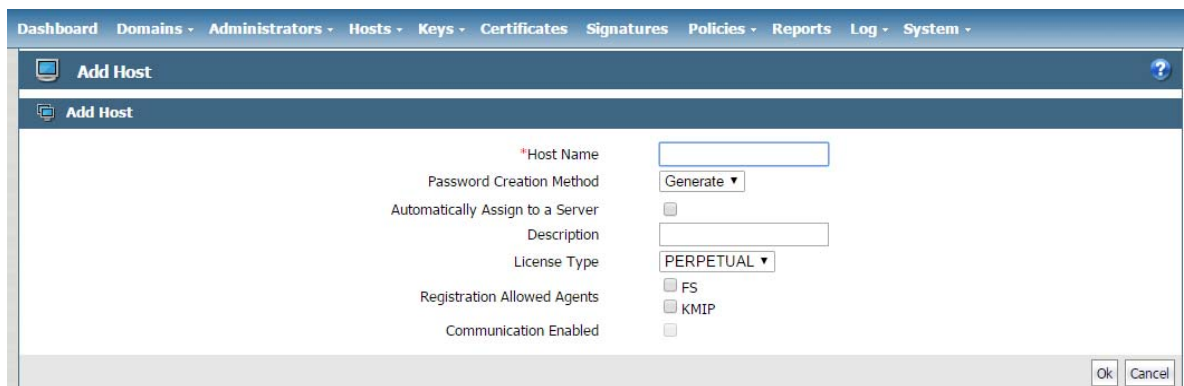 Dashboard Domains Administrators Hosts Keys Certificates Signatures Policies Reports Log System
Add Host ?
Add Host
*Host Name
Password Creation Method Generate
Automatically Assign to a Server
Description
License Type PERPETUAL
Registration Allowed Agents FS
KMIP
Communication Enabled
Ok Cancel